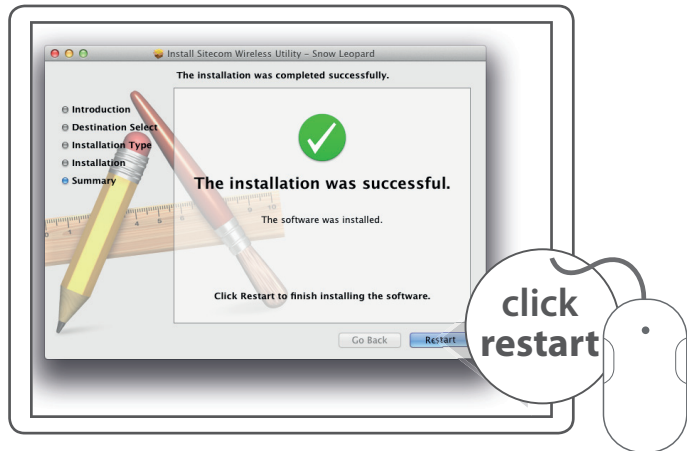 Install Sitecom Wireless Utility – Snow Leopard
The installation was completed successfully.
Introduction
Destination Select
Installation Type
Installation
Summary
The installation was successful.
The software was installed.
Click Restart to finish installing the software.
Go Back
Restart
click
restart